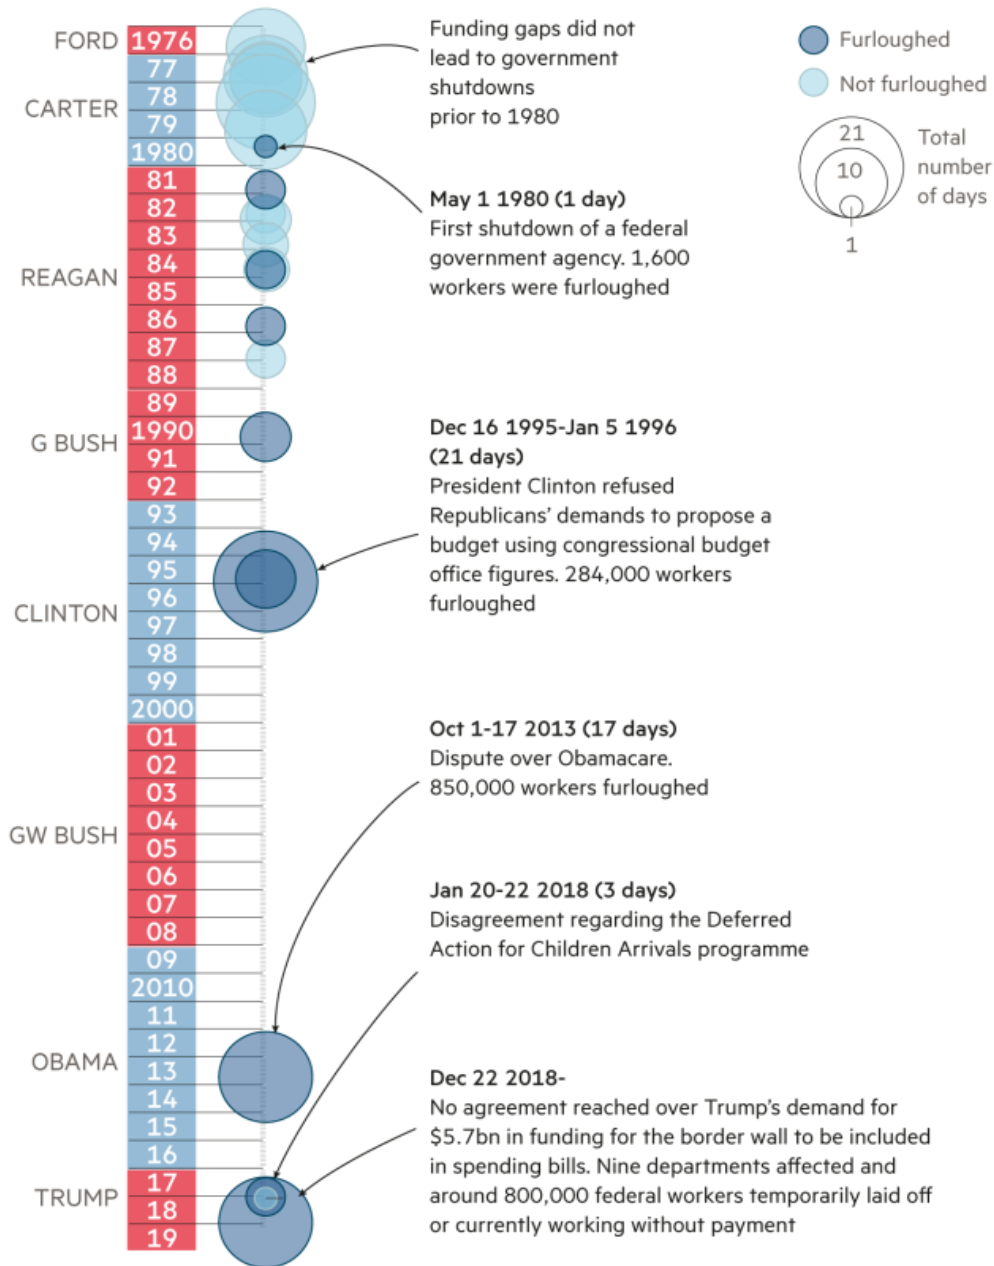 FORD
1976
77
CARTER
78
79
1980
81
82
83
REAGAN
84
85
86
87
88
89
G BUSH
1990
91
92
93
94
95
CLINTON
96
97
98
99
2000
01
02
03
04
GW BUSH
05
06
07
08
09
2010
11
OBAMA
12
13
14
15
16
TRUMP
17
18
19
Funding gaps did not
lead to government
shutdowns
prior to 1980
Furloughed
Not furloughed
21
10
1
Total
number
of days
May 1 1980 (1 day)
First shutdown of a federal
government agency. 1,600
workers were furloughed
Dec 16 1995-Jan 5 1996
(21 days)
President Clinton refused
Republicans’ demands to propose a
budget using congressional budget
office figures. 284,000 workers
furloughed
Oct 1-17 2013 (17 days)
Dispute over Obamacare.
850,000 workers furloughed
Jan 20-22 2018 (3 days)
Disagreement regarding the Deferred
Action for Children Arrivals programme
Dec 22 2018-
No agreement reached over Trump’s demand for
$5.7bn in funding for the border wall to be included
in spending bills. Nine departments affected and
around 800,000 federal workers temporarily laid off
or currently working without payment